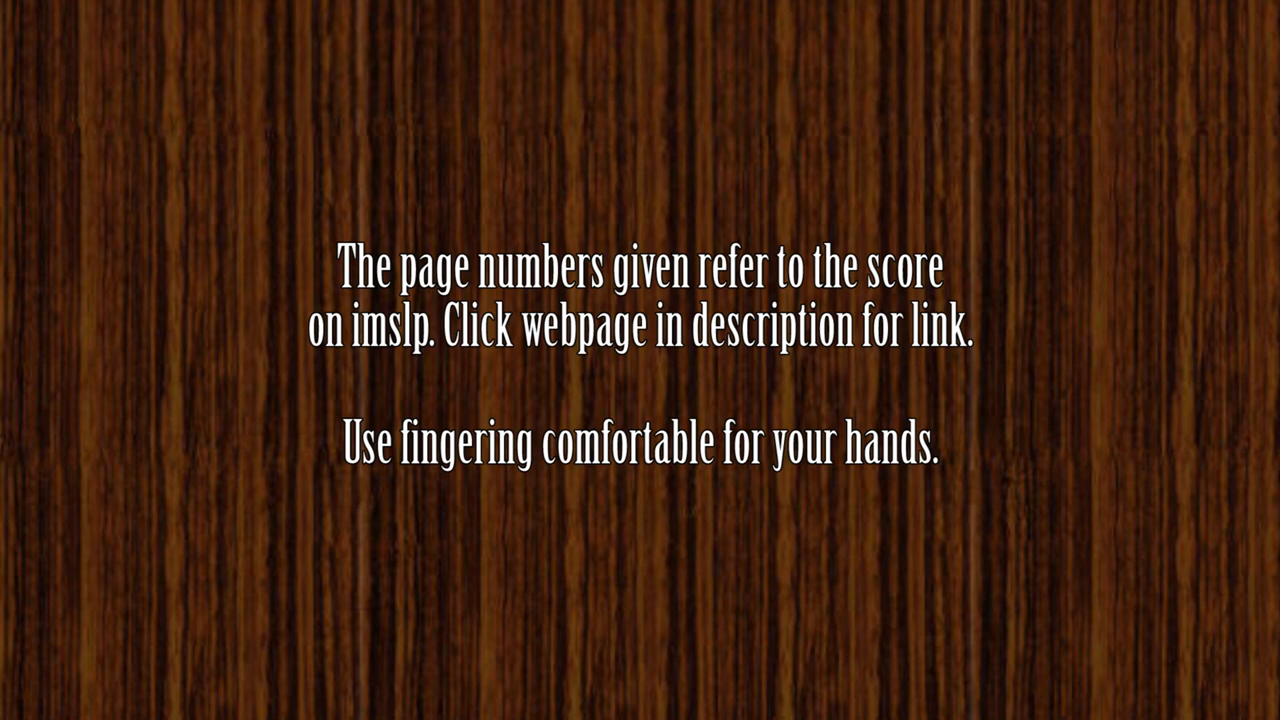 The page numbers given refer to the score
on imslp. Click webpage in description for link.
Use fingering comfortable for your hands.